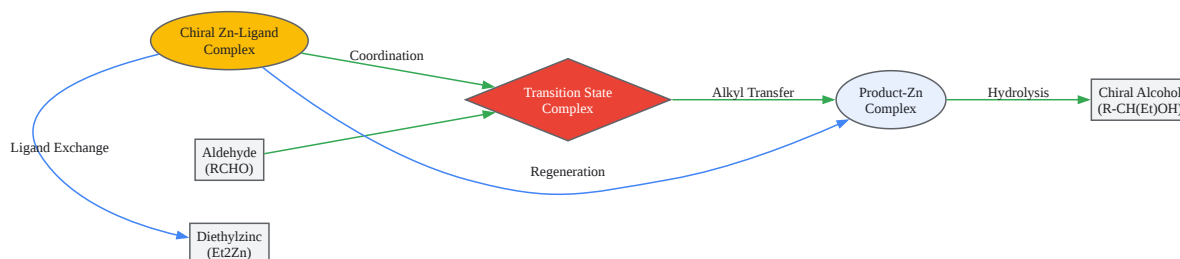 Chiral Zn-Ligand
Complex
Coordination
Transition State
Complex
Alkyl Transfer
Product-Zn
Complex
Hydrolysis
Chiral Alcohol
(R-CH(Et)OH)
Ligand Exchange
Aldehyde
(RCHO)
Regeneration
Diethylzinc
(Et2Zn)